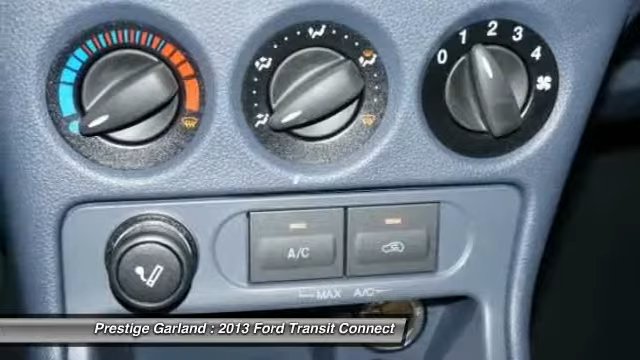 0 1 2 3 4
A/C
MAX A/C
Prestige Garland : 2013 Ford Transit Connect